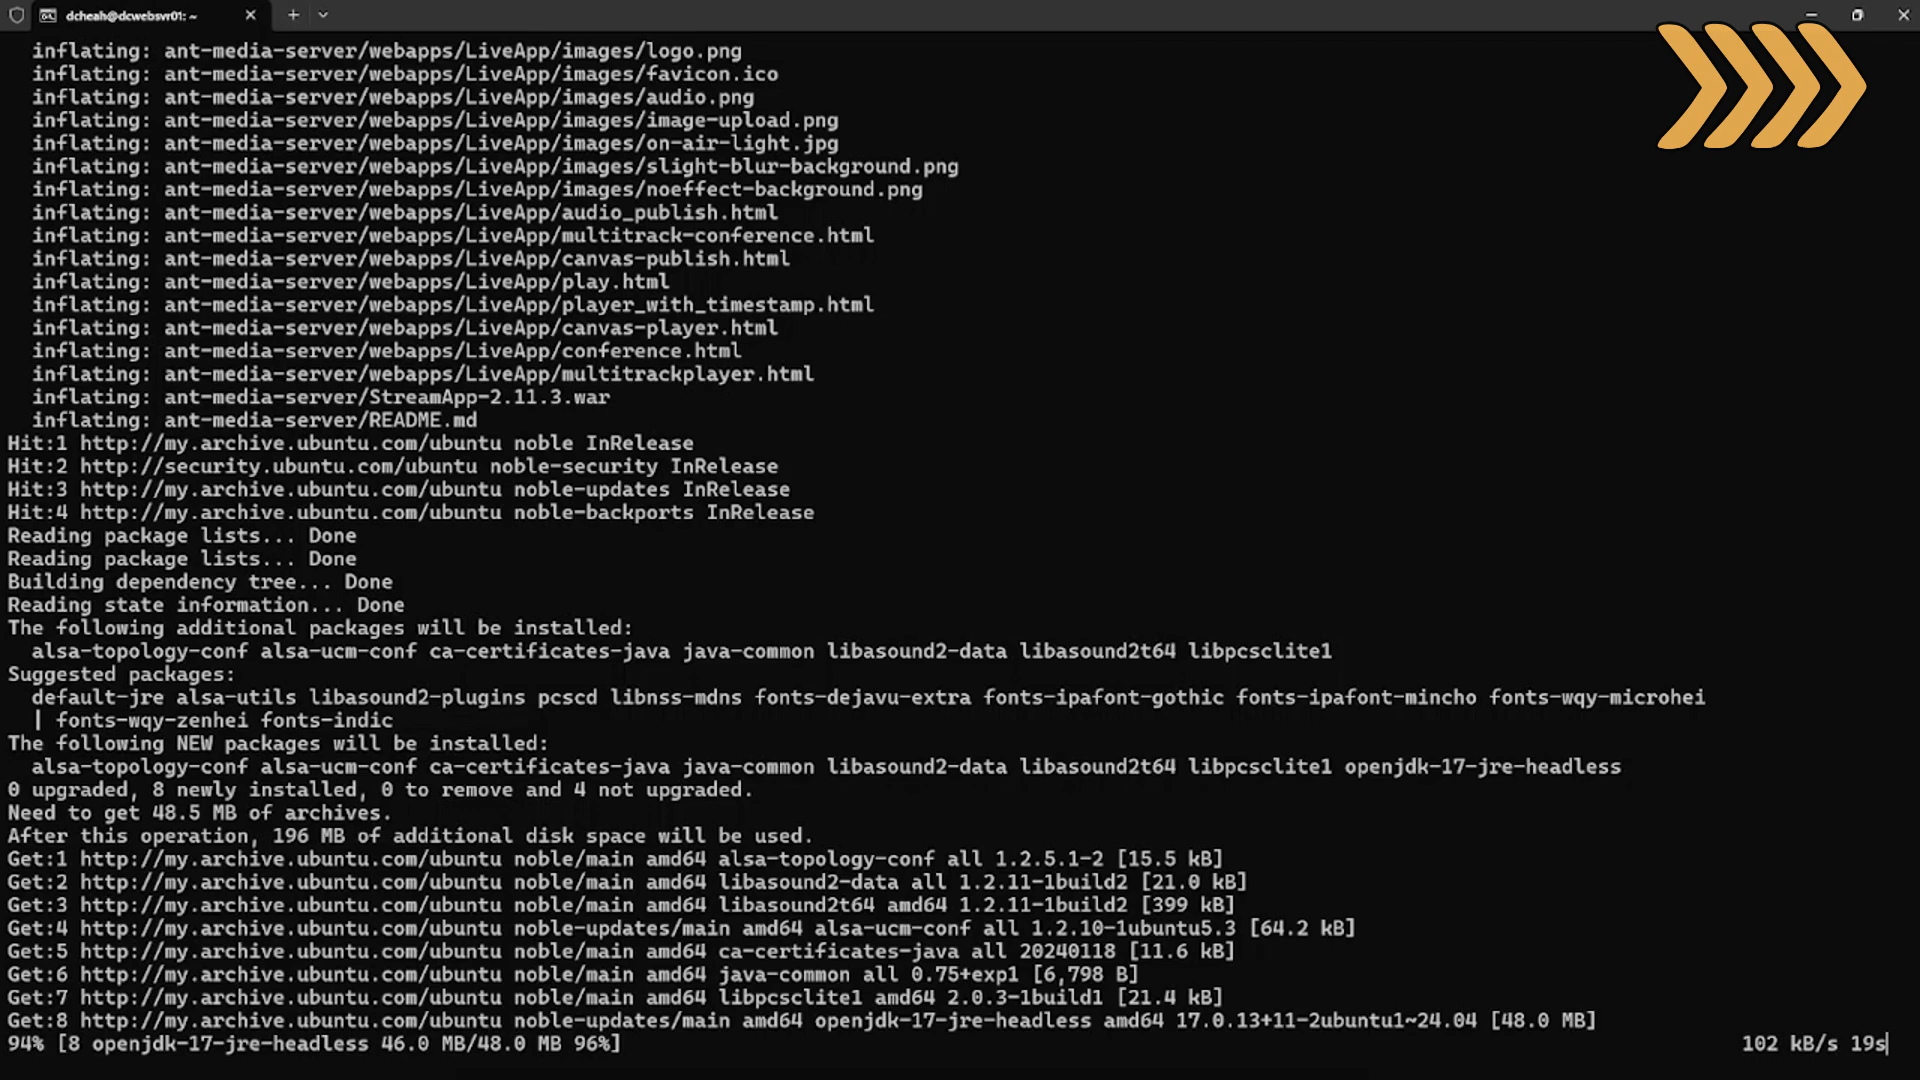 dcheah@dcwebsvr01: ~
inflating: ant-media-server/webapps/LiveApp/images/logo.png
inflating: ant-media-server/webapps/LiveApp/images/favicon.ico
inflating: ant-media-server/webapps/LiveApp/images/audio.png
inflating: ant-media-server/webapps/LiveApp/images/image-upload.png
inflating: ant-media-server/webapps/LiveApp/images/on-air-light.jpg
inflating: ant-media-server/webapps/LiveApp/images/slight-blur-background.png
inflating: ant-media-server/webapps/LiveApp/images/noeffect-background.png
inflating: ant-media-server/webapps/LiveApp/audio_publish.html
inflating: ant-media-server/webapps/LiveApp/multitrack-conference.html
inflating: ant-media-server/webapps/LiveApp/canvas-publish.html
inflating: ant-media-server/webapps/LiveApp/play.html
inflating: ant-media-server/webapps/LiveApp/player_with_timestamp.html
inflating: ant-media-server/webapps/LiveApp/canvas-player.html
inflating: ant-media-server/webapps/LiveApp/conference.html
inflating: ant-media-server/webapps/LiveApp/multitrackplayer.html
inflating: ant-media-server/StreamApp-2.11.3.war
inflating: ant-media-server/README.md
Hit:1 http://my.archive.ubuntu.com/ubuntu noble InRelease
Hit:2 http://security.ubuntu.com/ubuntu noble-security InRelease
Hit:3 http://my.archive.ubuntu.com/ubuntu noble-updates InRelease
Hit:4 http://my.archive.ubuntu.com/ubuntu noble-backports InRelease
Reading package lists... Done
Reading package lists... Done
Building dependency tree... Done
Reading state information... Done
The following additional packages will be installed:
alsa-topology-conf alsa-ucm-conf ca-certificates-java java-common libasound2-data libasound2t64 libpcsclite1
Suggested packages:
default-jre alsa-utils libasound2-plugins pcscd libnss-mdns fonts-dejavu-extra fonts-ipafont-gothic fonts-ipafont-mincho fonts-wqy-microhei
| fonts-wqy-zenhei fonts-indic
The following NEW packages will be installed:
alsa-topology-conf alsa-ucm-conf ca-certificates-java java-common libasound2-data libasound2t64 libpcsclite1 openjdk-17-jre-headless
0 upgraded, 8 newly installed, 0 to remove and 4 not upgraded.
Need to get 48.5 MB of archives.
After this operation, 196 MB of additional disk space will be used.
Get:1 http://my.archive.ubuntu.com/ubuntu noble/main amd64 alsa-topology-conf all 1.2.5.1-2 [15.5 kB]
Get:2 http://my.archive.ubuntu.com/ubuntu noble/main amd64 libasound2-data all 1.2.11-1build2 [21.0 kB]
Get:3 http://my.archive.ubuntu.com/ubuntu noble/main amd64 libasound2t64 amd64 1.2.11-1build2 [399 kB]
Get:4 http://my.archive.ubuntu.com/ubuntu noble-updates/main amd64 alsa-ucm-conf all 1.2.10-1ubuntu5.3 [64.2 kB]
Get:5 http://my.archive.ubuntu.com/ubuntu noble/main amd64 ca-certificates-java all 20240118 [11.6 kB]
Get:6 http://my.archive.ubuntu.com/ubuntu noble/main amd64 java-common all 0.75+exp1 [6,798 B]
Get:7 http://my.archive.ubuntu.com/ubuntu noble/main amd64 libpcsclite1 amd64 2.0.3-1build1 [21.4 kB]
Get:8 http://my.archive.ubuntu.com/ubuntu noble-updates/main amd64 openjdk-17-jre-headless amd64 17.0.13+11-2ubuntu1~24.04 [48.0 MB]
94% [8 openjdk-17-jre-headless 46.0 MB/48.0 MB 96%] 102 kB/s 19s